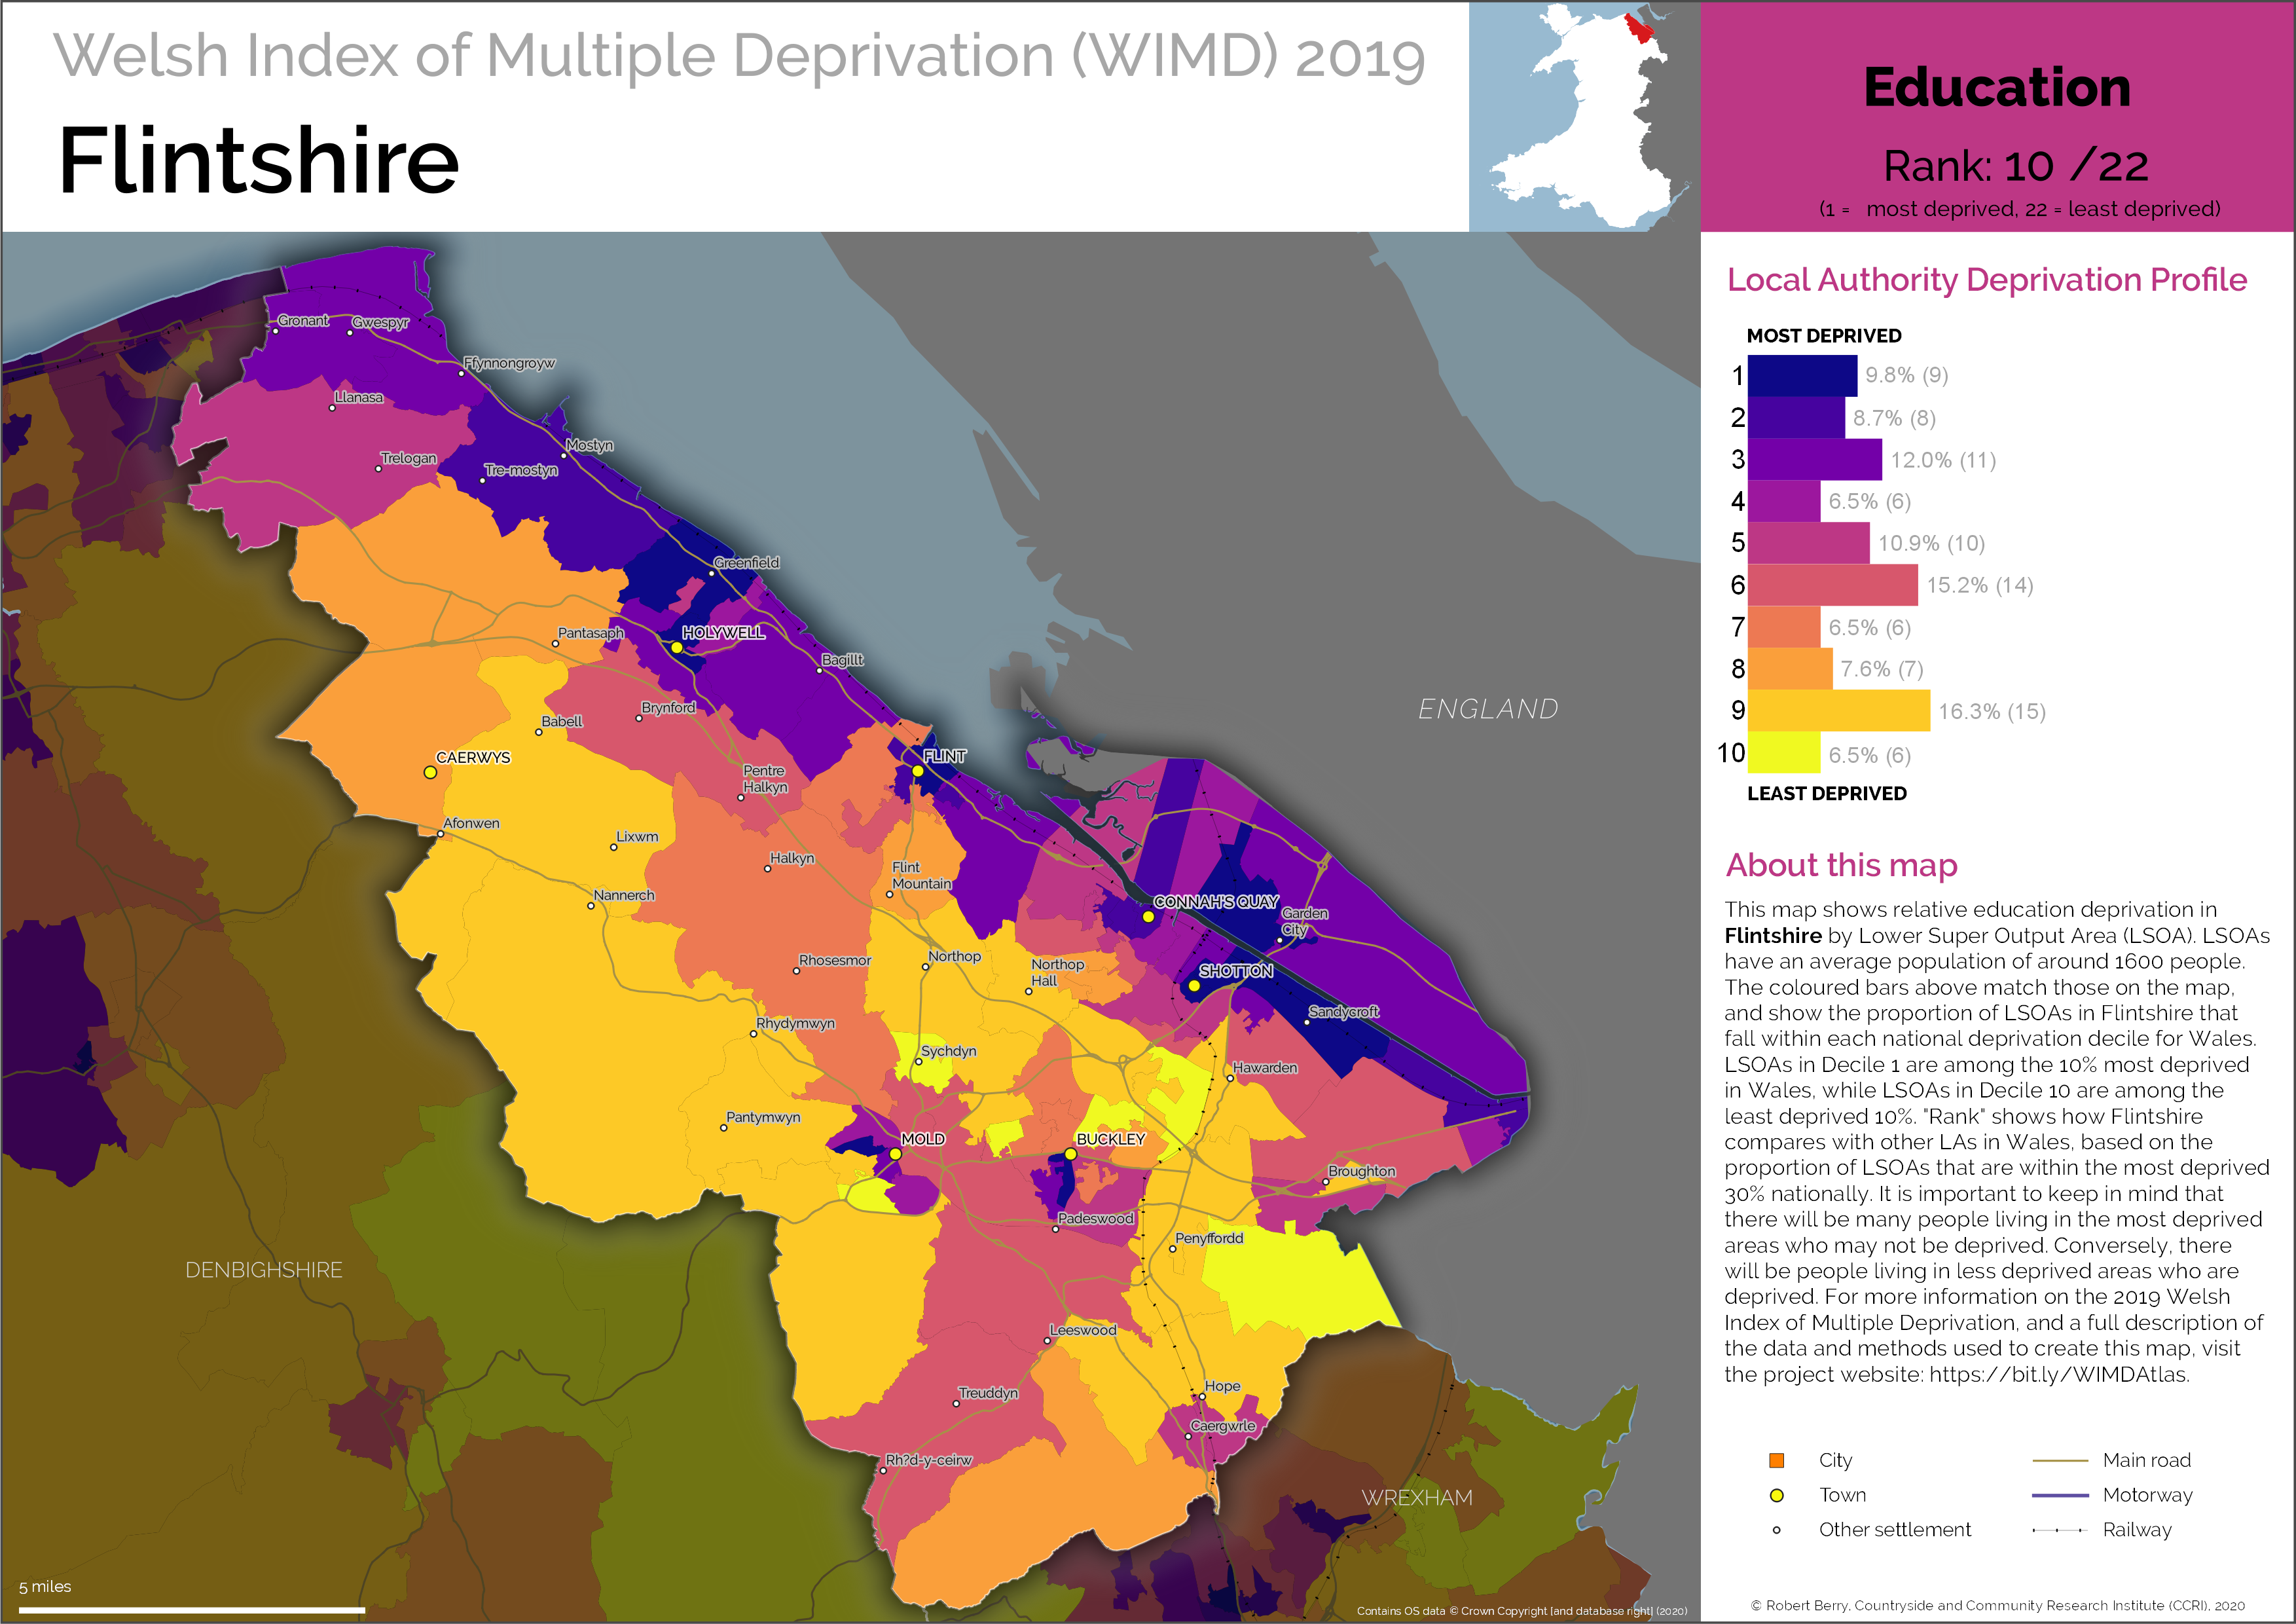 Welsh Index of Multiple Deprivation (WIMD) 2019
Flintshire
Education
Rank: 10 /22
(1 = most deprived, 22 = least deprived)
Local Authority Deprivation Profile
MOST DEPRIVED
1 9.8% (9)
2 8.7% (8)
3 12.0% (11)
4 6.5% (6)
5 10.9% (10)
6 15.2% (14)
7 6.5% (6)
8 7.6% (7)
9 16.3% (15)
10 6.5% (6)
LEAST DEPRIVED
About this map
This map shows relative education deprivation in
Flintshire by Lower Super Output Area (LSOA). LSOAs
have an average population of around 1600 people.
The coloured bars above match those on the map,
and show the proportion of LSOAs in Flintshire that
fall within each national deprivation decile for Wales.
LSOAs in Decile 1 are among the 10% most deprived
in Wales, while LSOAs in Decile 10 are among the
least deprived 10%. "Rank" shows how Flintshire
compares with other LAs in Wales, based on the
proportion of LSOAs that are within the most deprived
30% nationally. It is important to keep in mind that
there will be many people living in the most deprived
areas who may not be deprived. Conversely, there
will be people living in less deprived areas who are
deprived. For more information on the 2019 Welsh
Index of Multiple Deprivation, and a full description of
the data and methods used to create this map, visit
the project website: https://bit.ly/WIMDAtlas.
City
Town
Other settlement
Main road
Motorway
Railway
© Robert Berry, Countryside and Community Research Institute (CCRI), 2020
Gronant
Gwespyr
Ffynnongroyw
Llanasa
Mostyn
Trelogan
Tre-mostyn
Greenfield
Pantasaph
HOLYWELL
Bagillt
Brynford
Babell
ENGLAND
CAERWYS
FLINT
Pentre
Halkyn
Afonwen
Lixwm
Halkyn
Flint
Mountain
Nannerch
CONNAH'S QUAY
Garden
City
Rhosesmor
Northop
Northop
Hall
SHOTTON
Sandycroft
Rhydymwyn
Sychdyn
Hawarden
Pantymwyn
MOLD
BUCKLEY
Broughton
Padeswood
Penyffordd
DENBIGHSHIRE
Leeswood
Treuddyn
Hope
Caergwrle
Rh?d-y-ceirw
WREXHAM
5 miles
Contains OS data © Crown Copyright [and database right] (2020)